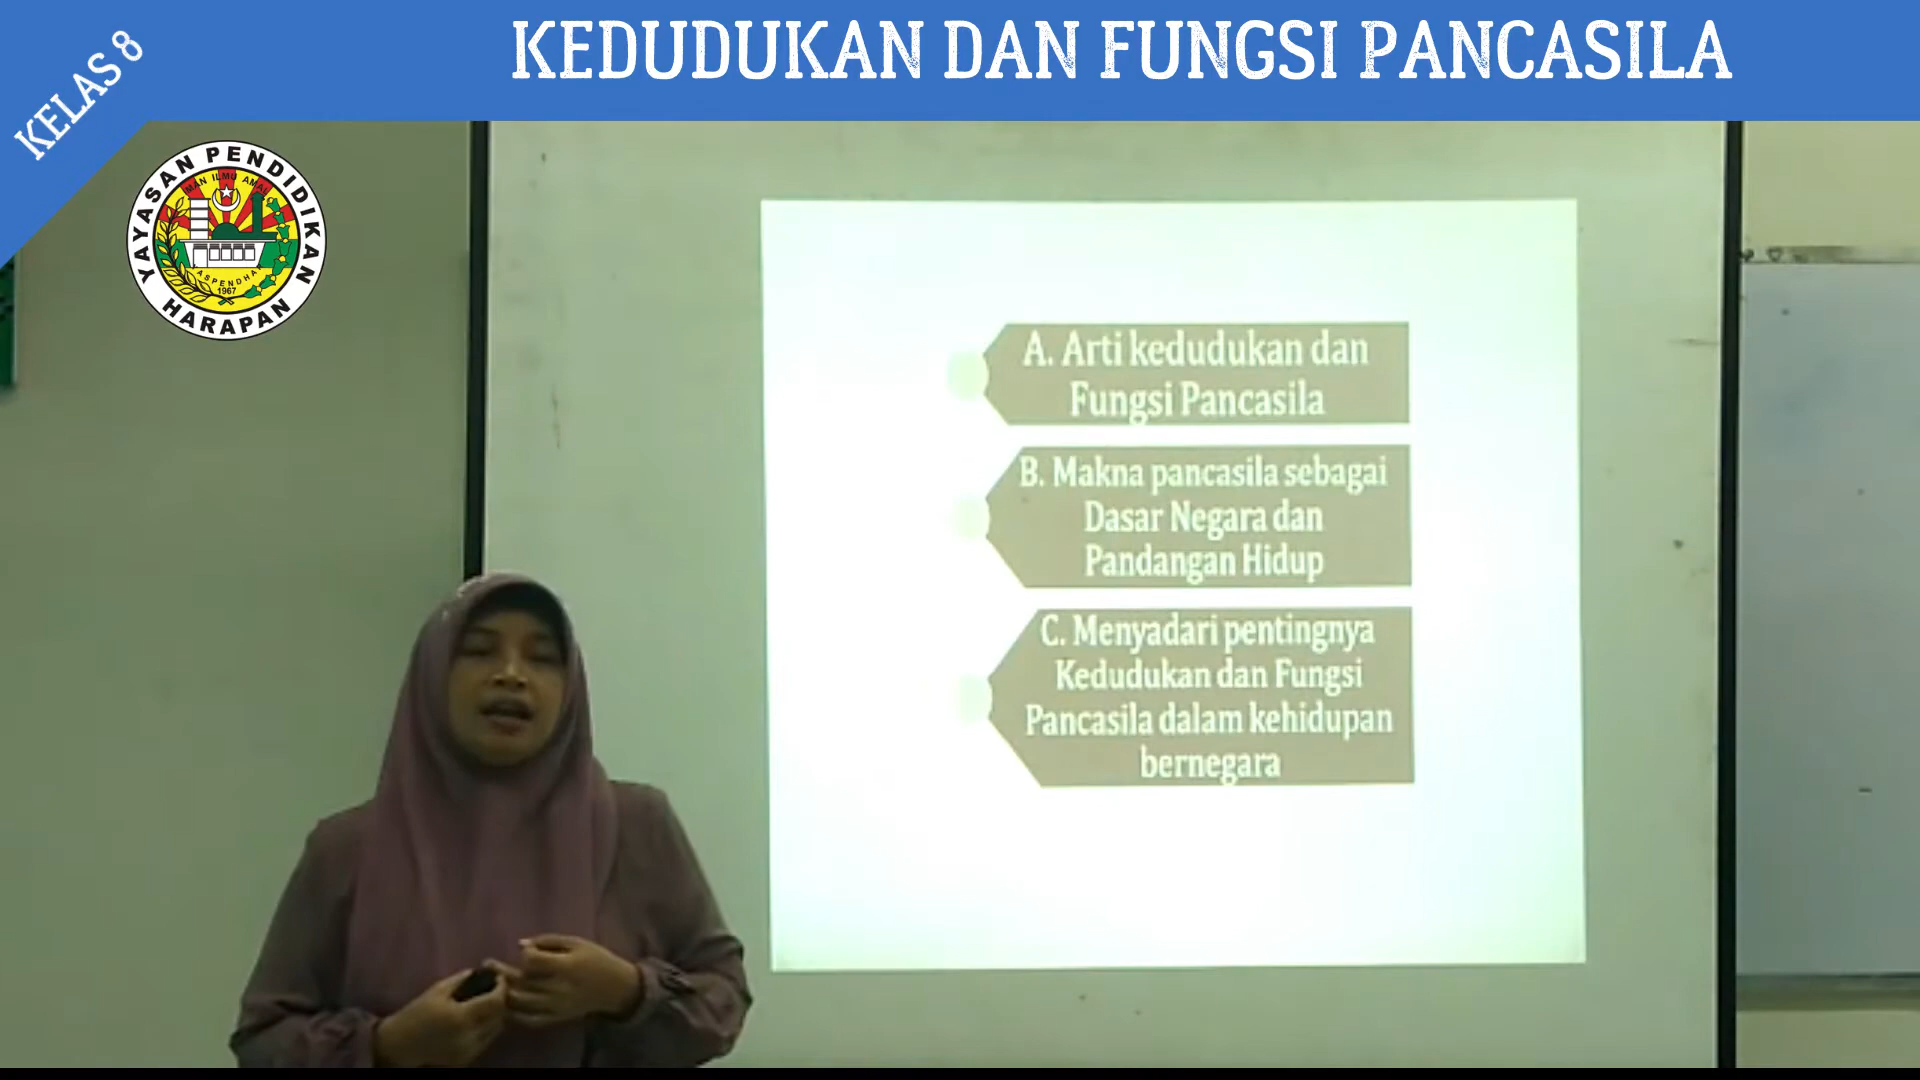 KELAS 8
KEDUDUKAN DAN FUNGSI PANCASILA
YAYASAN PENDIDIKAN
HARAPAN
1967
A. Arti kedudukan dan
Fungsi Pancasila
B. Makna pancasila sebagai
Dasar Negara dan
Pandangan Hidup
C. Menyadari pentingnya
Kedudukan dan Fungsi
Pancasila dalam kehidupan
bernegara